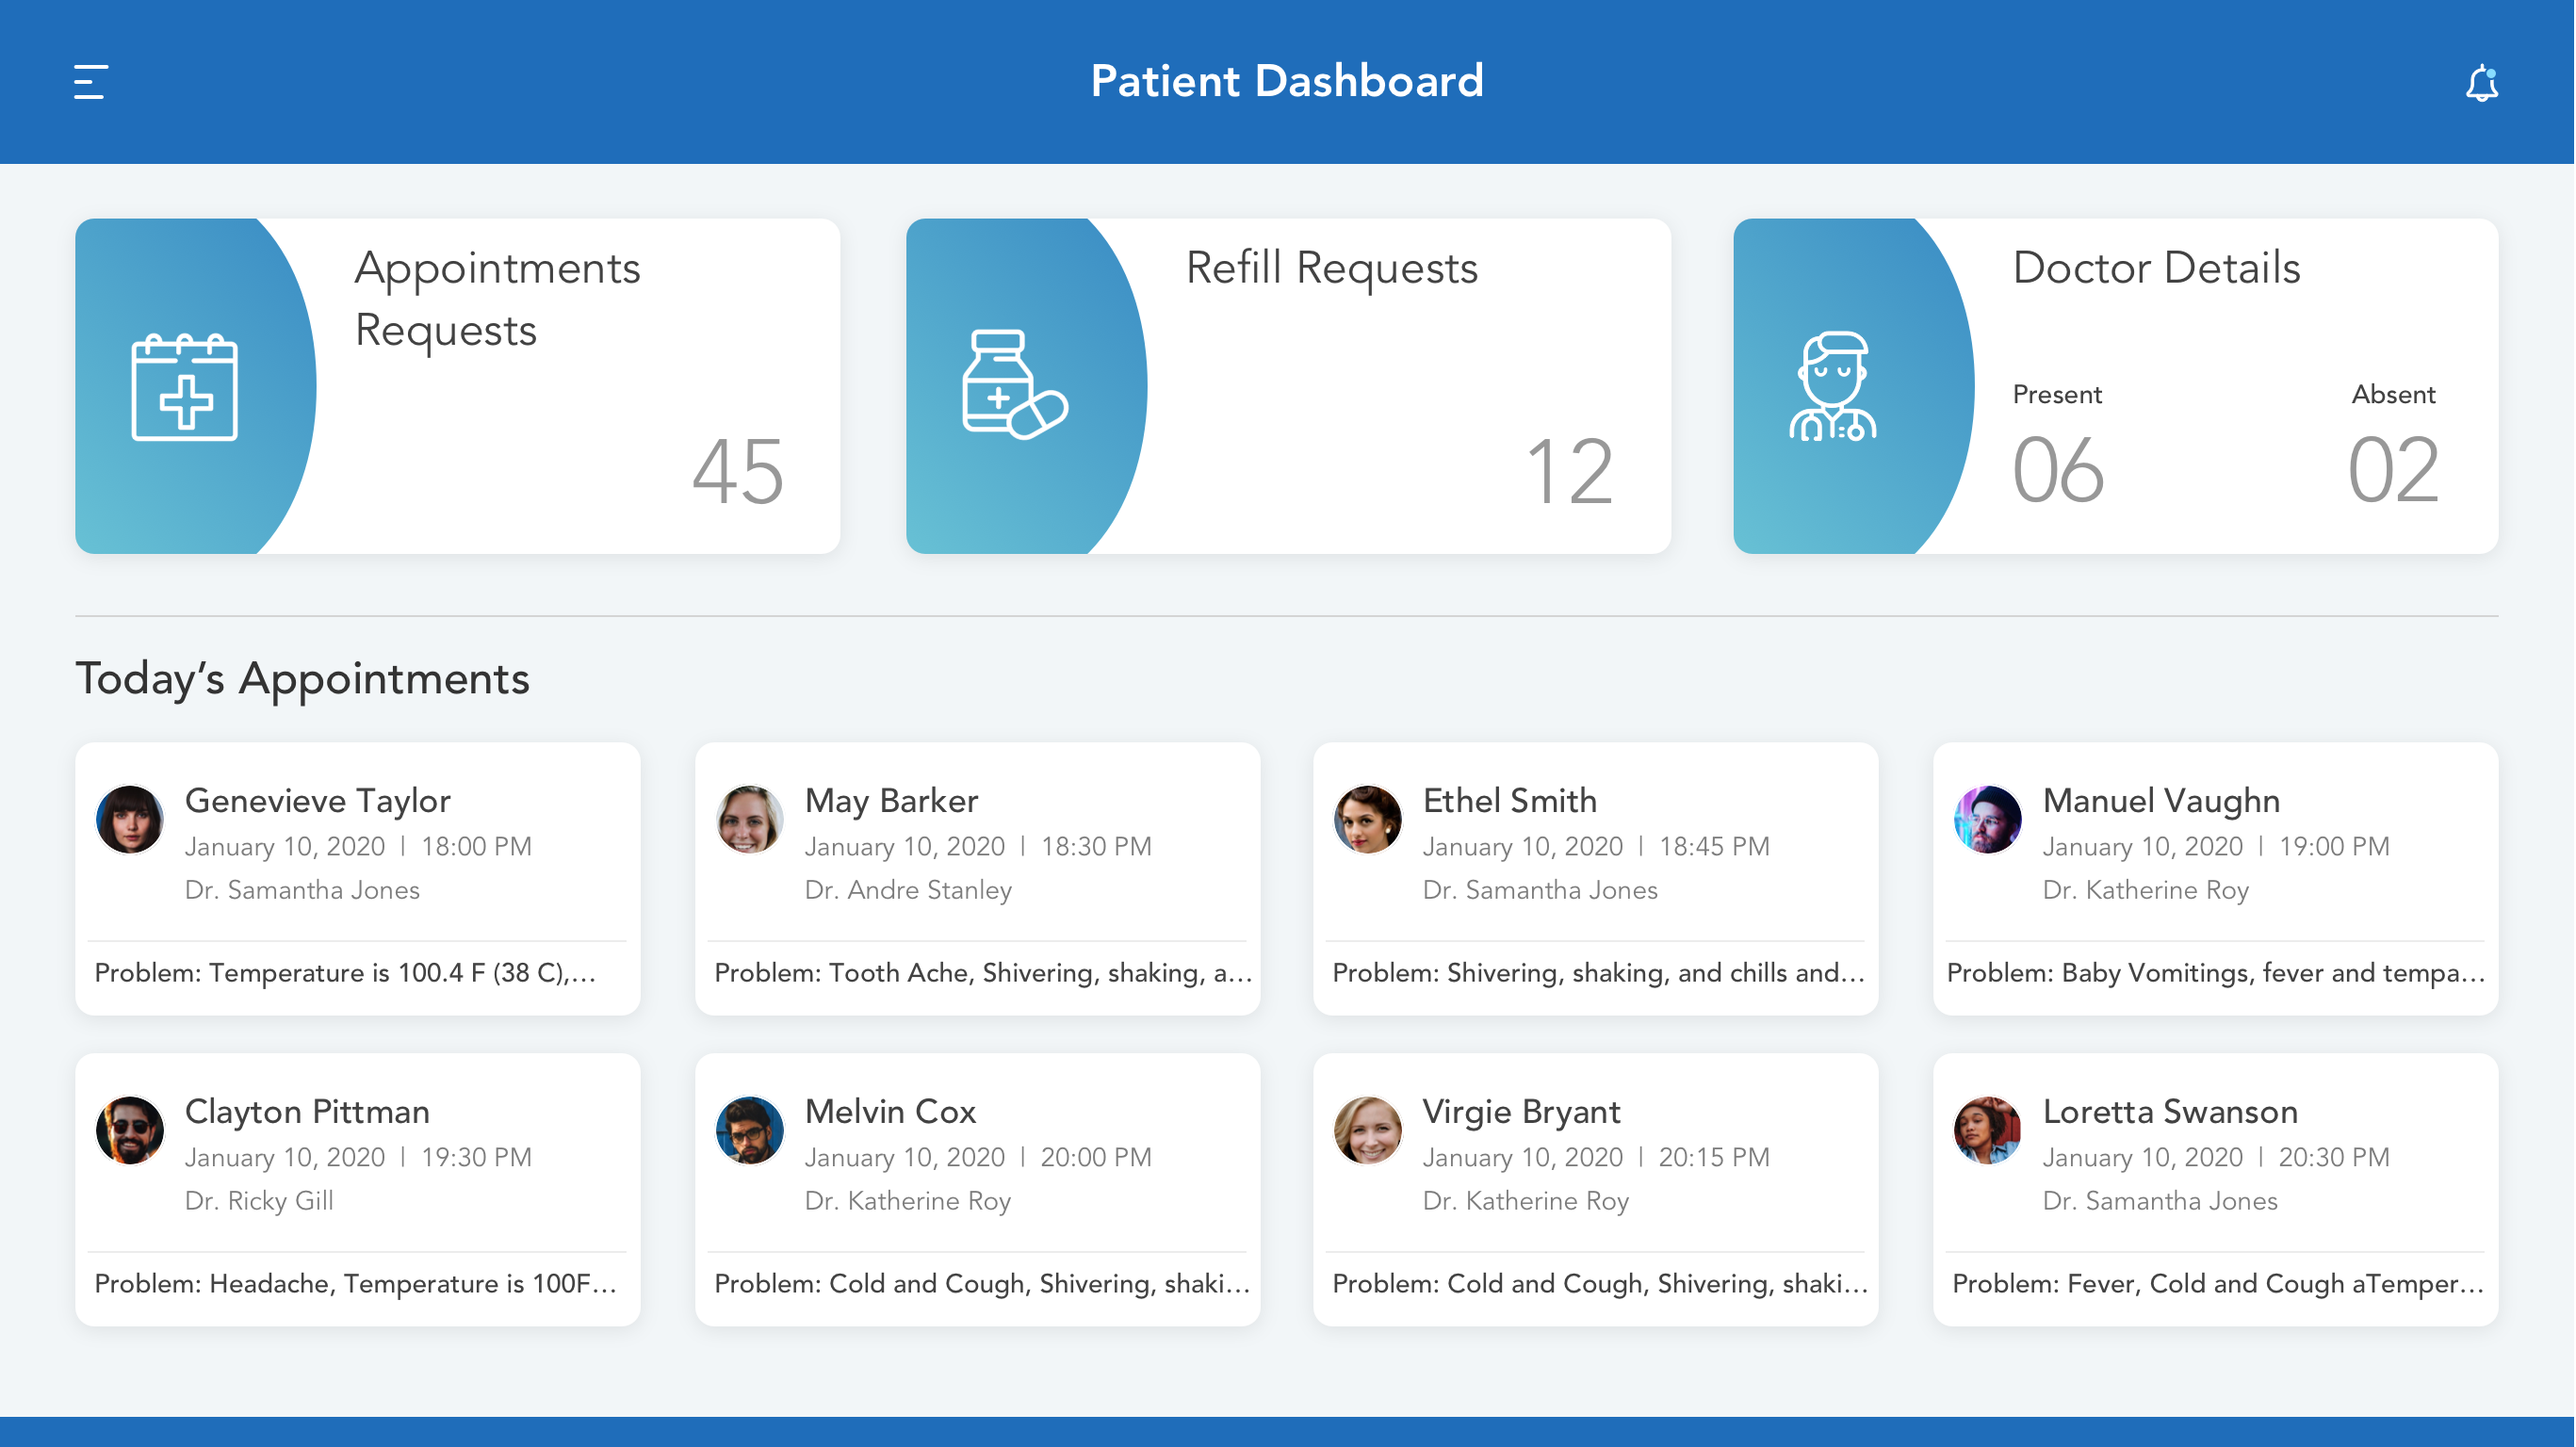 Patient Dashboard
Appointments
Requests
45
Refill Requests
12
Doctor Details
Present
Absent
06
02
Today’s Appointments
Genevieve Taylor
January 10, 2020 | 18:00 PM
Dr. Samantha Jones
Problem: Temperature is 100.4 F (38 C),...
May Barker
January 10, 2020 | 18:30 PM
Dr. Andre Stanley
Problem: Tooth Ache, Shivering, shaking, a...
Ethel Smith
January 10, 2020 | 18:45 PM
Dr. Samantha Jones
Problem: Shivering, shaking, and chills and...
Manuel Vaughn
January 10, 2020 | 19:00 PM
Dr. Katherine Roy
Problem: Baby Vomitings, fever and tempa...
Clayton Pittman
January 10, 2020 | 19:30 PM
Dr. Ricky Gill
Problem: Headache, Temperature is 100F...
Melvin Cox
January 10, 2020 | 20:00 PM
Dr. Katherine Roy
Problem: Cold and Cough, Shivering, shaki...
Virgie Bryant
January 10, 2020 | 20:15 PM
Dr. Katherine Roy
Problem: Cold and Cough, Shivering, shaki...
Loretta Swanson
January 10, 2020 | 20:30 PM
Dr. Samantha Jones
Problem: Fever, Cold and Cough aTemper...